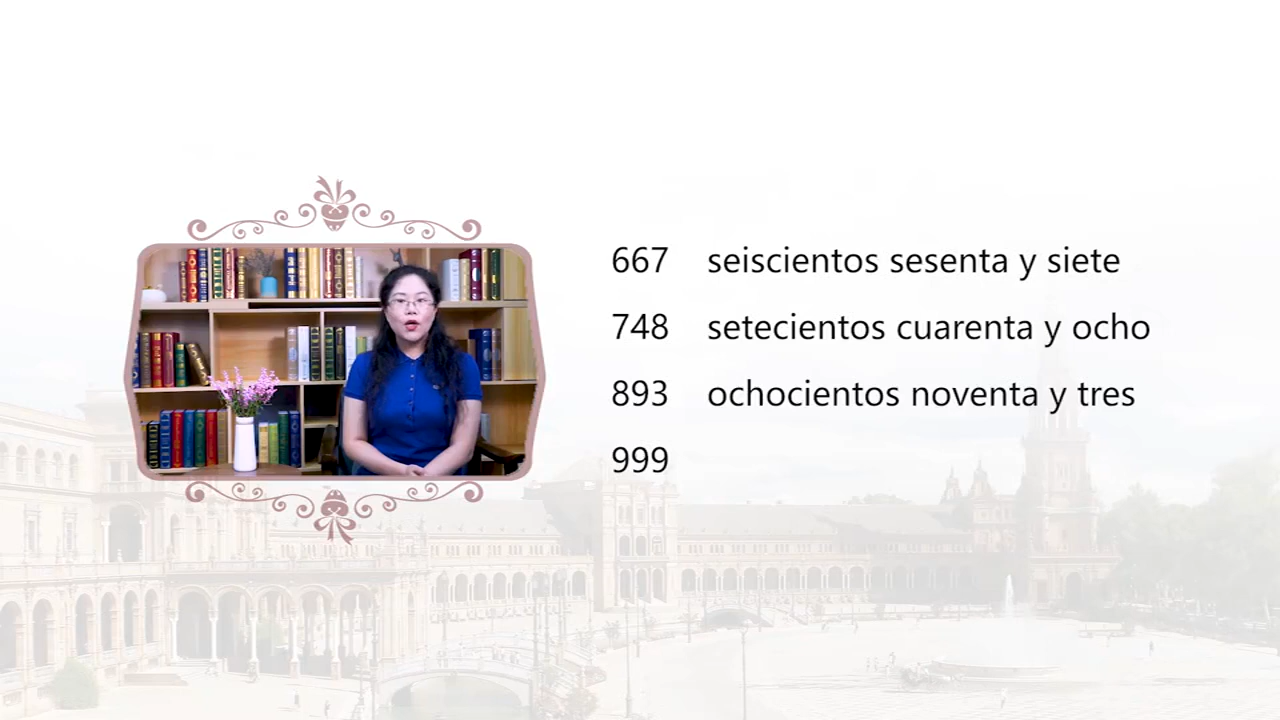 667 seiscientos sesenta y siete
748 setecientos cuarenta y ocho
893 ochocientos noventa y tres
999